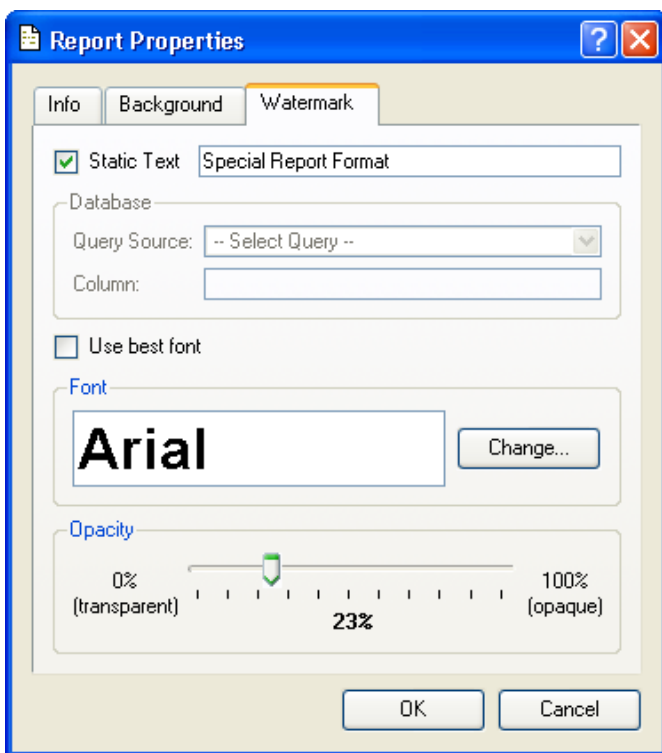 Report Properties
Info Background Watermark
Static Text Special Report Format
Database
Query Source: -- Select Query --
Column:
Use best font
Font
Arial
Change...
Opacity
0% 100%
(transparent) (opaque)
23%
OK Cancel